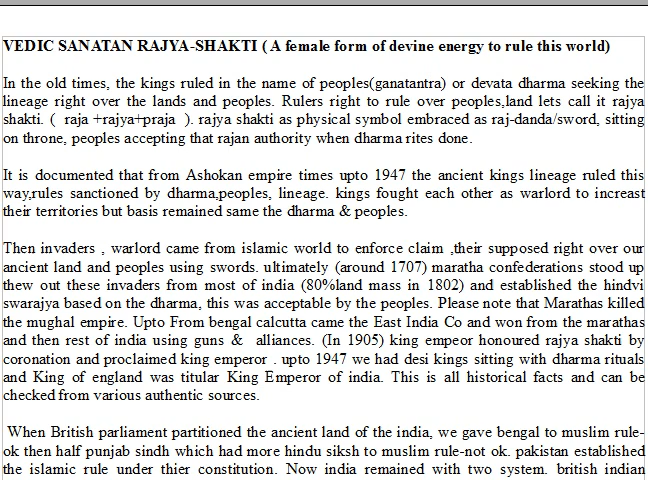 VEDIC SANATAN RAJYA-SHAKTI ( A female form of devine energy to rule this world)
In the old times, the kings ruled in the name of peoples(ganatantra) or devata dharma seeking the
lineage right over the lands and peoples. Rulers right to rule over peoples,land lets call it rajya
shakti. ( raja +rajya+praja ). rajya shakti as physical symbol embraced as raj-danda/sword, sitting
on throne, peoples accepting that rajan authority when dharma rites done.
It is documented that from Ashokan empire times upto 1947 the ancient kings lineage ruled this
way,rules sanctioned by dharma,peoples, lineage. kings fought each other as warlord to increast
their territories but basis remained same the dharma & peoples.
Then invaders , warlord came from islamic world to enforce claim ,their supposed right over our
ancient land and peoples using swords. ultimately (around 1707) maratha confederations stood up
thew out these invaders from most of india (80%land mass in 1802) and established the hindvi
swarajya based on the dharma, this was acceptable by the peoples. Please note that Marathas killed
the mughal empire. Upto From bengal calcutta came the East India Co and won from the marathas
and then rest of india using guns & alliances. (In 1905) king empeor honoured rajya shakti by
coronation and proclaimed king emperor . upto 1947 we had desi kings sitting with dharma rituals
and King of england was titular King Emperor of india. This is all historical facts and can be
checked from various authentic sources.
When British parliament partitioned the ancient land of the india, we gave bengal to muslim rule-
ok then half punjab sindh which had more hindu siksh to muslim rule-not ok. pakistan established
the islamic rule under thier constitution. Now india remained with two system. british indian